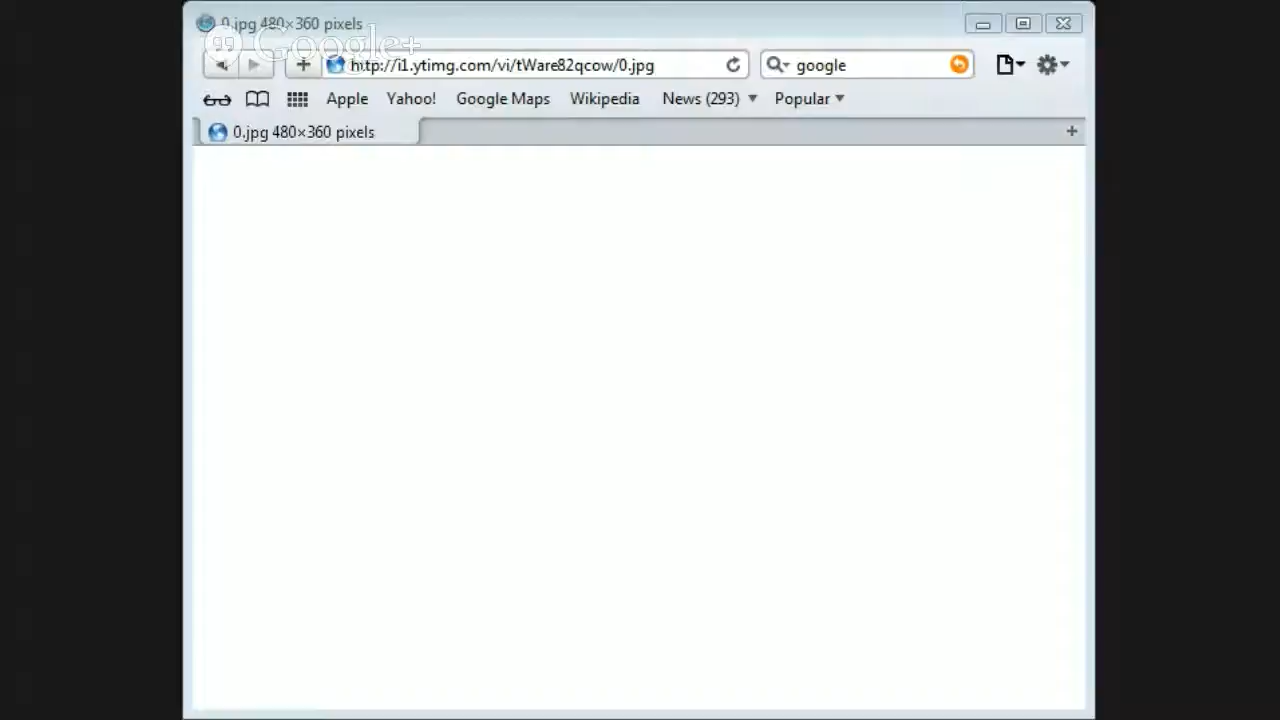 0.jpg 480×360 pixels
Google+
http://i1.ytimg.com/vi/tWare82qcow/0.jpg
google
Apple Yahoo! Google Maps Wikipedia News (293) Popular
0.jpg 480×360 pixels